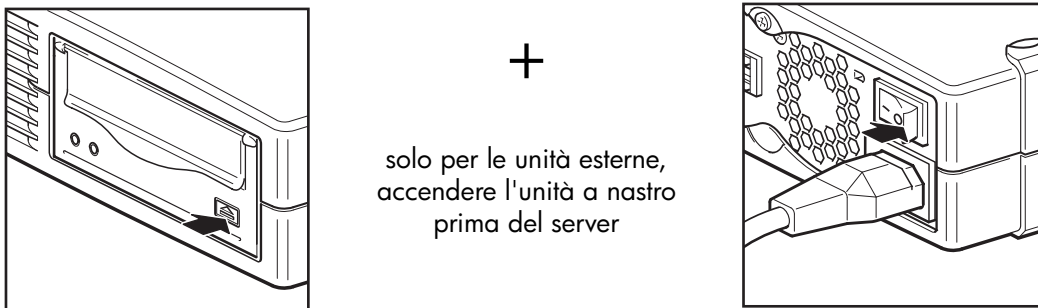 +
solo per le unità esterne,
accendere l'unità a nastro
prima del server